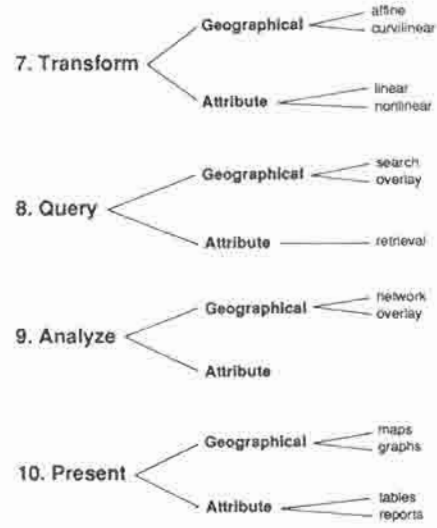 Geographical
affine
curvilinear
7. Transform
Attribute
linear
nonlinear
Geographical
search
overlay
8. Query
Attribute
retrieval
Geographical
network
overlay
9. Analyze
Attribute
Geographical
maps
graphs
10. Present
Attribute
tables
reports